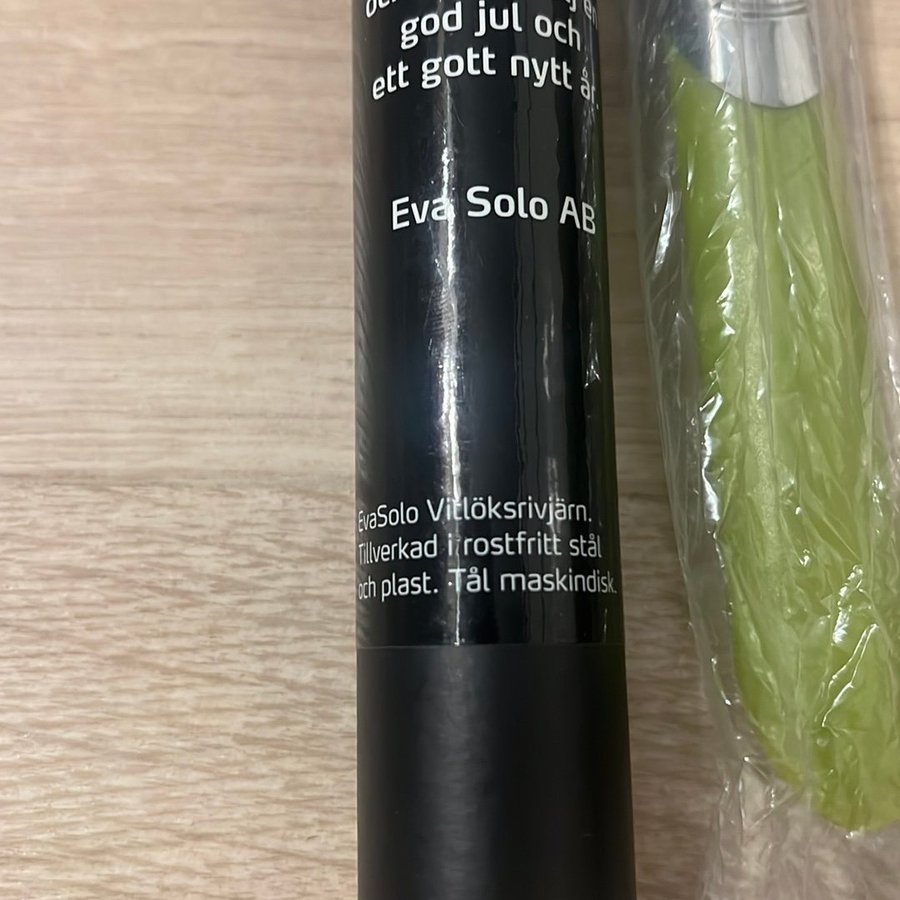 god jul och
ett gott nytt år.
Eva Solo AB
EvaSolo Vitlöksrivjärn.
Tillverkad i rostfritt stål
och plast. Tål maskindisk.